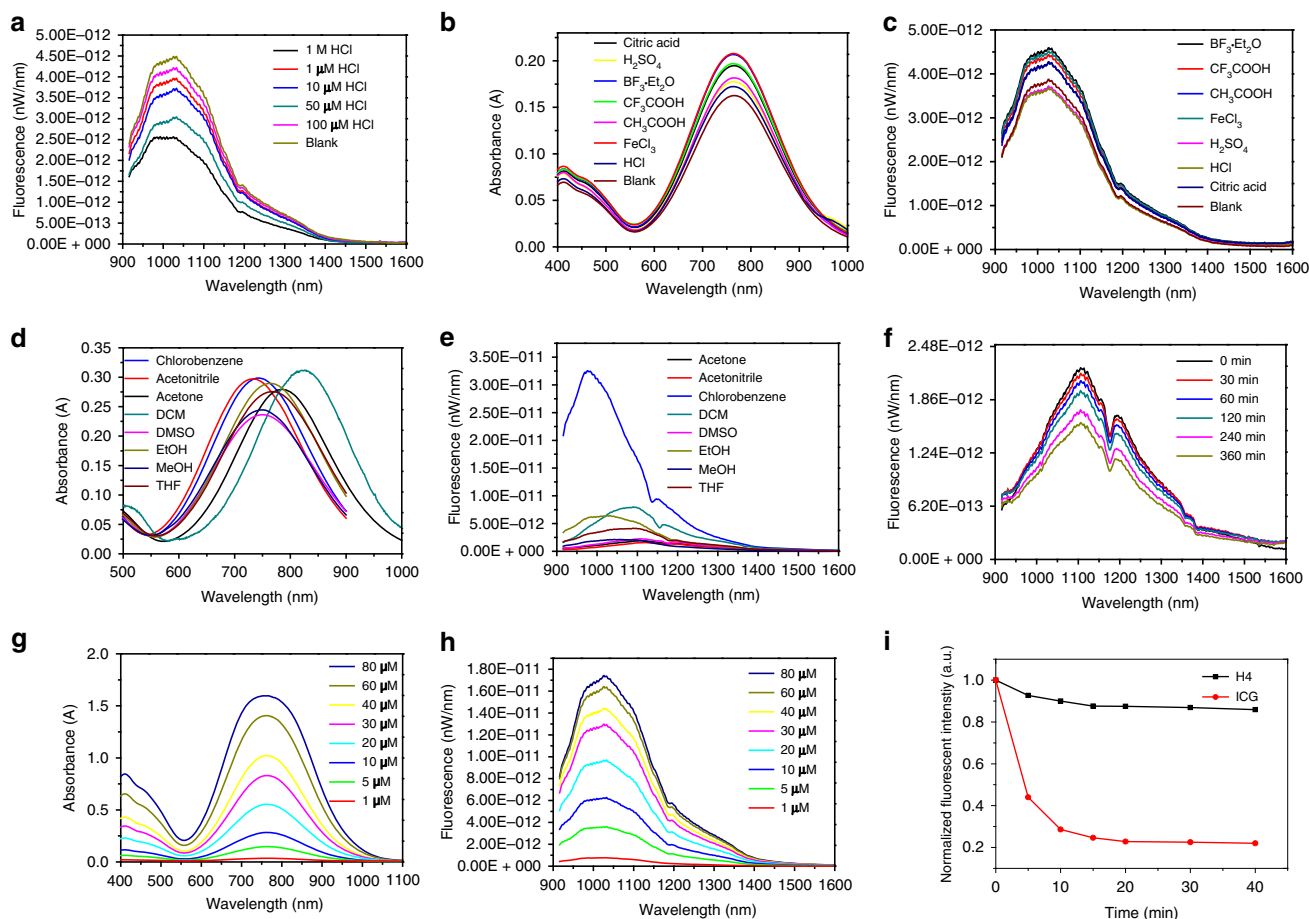 a
5.00E–012
4.50E–012
4.00E–012
3.50E–012
3.00E–012
2.50E–012
2.00E–012
1.50E–012
1.00E–012
5.00E–013
0.00E + 000
Fluorescence (nW/nm)
1 M HCl
1 μM HCl
10 μM HCl
50 μM HCl
100 μM HCl
Blank
915 1000 1100 1200 1300 1400 1500 1600
Wavelength (nm)
b
0.20
0.15
0.10
0.05
0.00
Absorbance (A)
Citric acid
H2SO4
BF3·Et2O
CF3COOH
CH3COOH
FeCl3
HCl
Blank
400 500 600 700 800 900 1000
Wavelength (nm)
c
5.00E–012
4.00E–012
3.00E–012
2.00E–012
1.00E–012
0.00E + 000
Fluorescence (nW/nm)
BF3·Et2O
CF3COOH
CH3COOH
FeCl3
H2SO4
HCl
Citric acid
Blank
900 1000 1100 1200 1300 1400 1500 1600
Wavelength (nm)
d
0.35
0.30
0.25
0.20
0.15
0.10
0.05
0.00
Absorbance (A)
Chlorobenzene
Acetonitrile
Acetone
DCM
DMSO
EtOH
MeOH
THF
500 600 700 800 900 1000
Wavelength (nm)
e
3.50E–011
3.00E–011
2.50E–011
2.00E–011
1.50E–011
1.00E–011
5.00E–012
0.00E + 000
Fluorescence (nW/nm)
Acetone
Acetonitrile
Chlorobenzene
DCM
DMSO
EtOH
MeOH
THF
900 1000 1100 1200 1300 1400 1500 1600
Wavelength (nm)
f
2.48E–012
1.86E–012
1.24E–012
6.20E–013
0.00E + 000
Fluorescence (nW/nm)
0 min
30 min
60 min
120 min
240 min
360 min
900 1000 1100 1200 1300 1400 1500 1600
Wavelength (nm)
g
2.0
1.5
1.0
0.5
0.0
Absorbance (A)
80 μM
60 μM
40 μM
30 μM
20 μM
10 μM
5 μM
1 μM
400 500 600 700 800 900 1000 1100
Wavelength (nm)
h
1.80E–011
1.60E–011
1.40E–011
1.20E–011
1.00E–011
8.00E–012
6.00E–012
4.00E–012
2.00E–012
0.00E + 000
Fluorescence (nW/nm)
80 μM
60 μM
40 μM
30 μM
20 μM
10 μM
5 μM
1 μM
900 1000 1100 1200 1300 1400 1500 1600
Wavelength (nm)
i
1.0
0.8
0.6
0.4
0.2
Normalized fluorescent intenstiy (a.u.)
H4
ICG
0 10 20 30 40
Time (min)